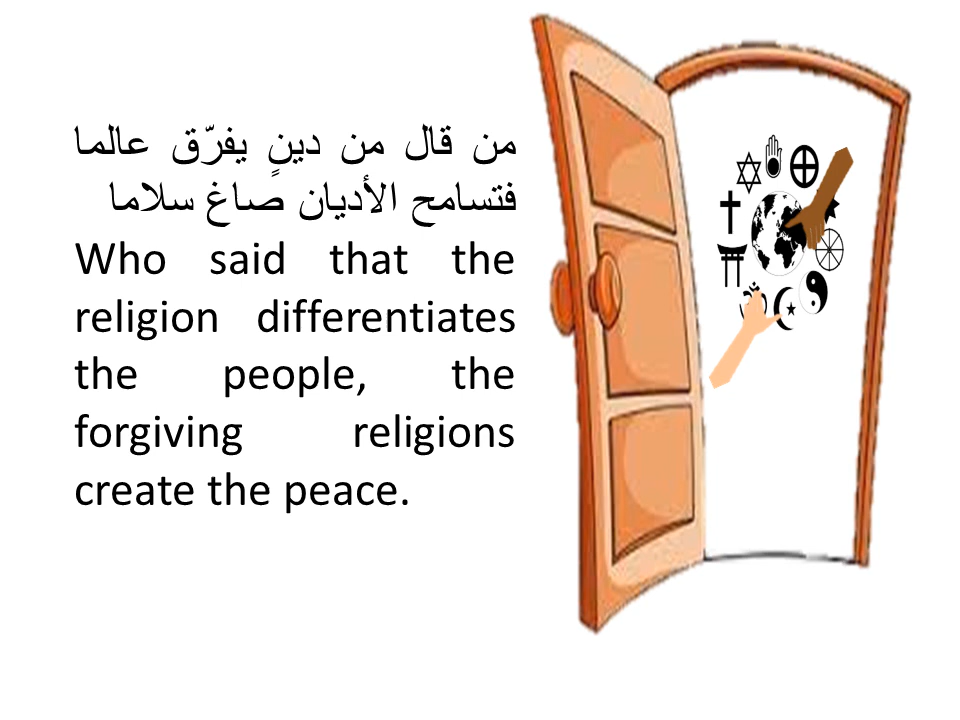 من قال من دينٍ يفرّق عالما
فتسامح الأديان صاغ سلاما
Who said that the
religion differentiates
the people, the
forgiving religions
create the peace.